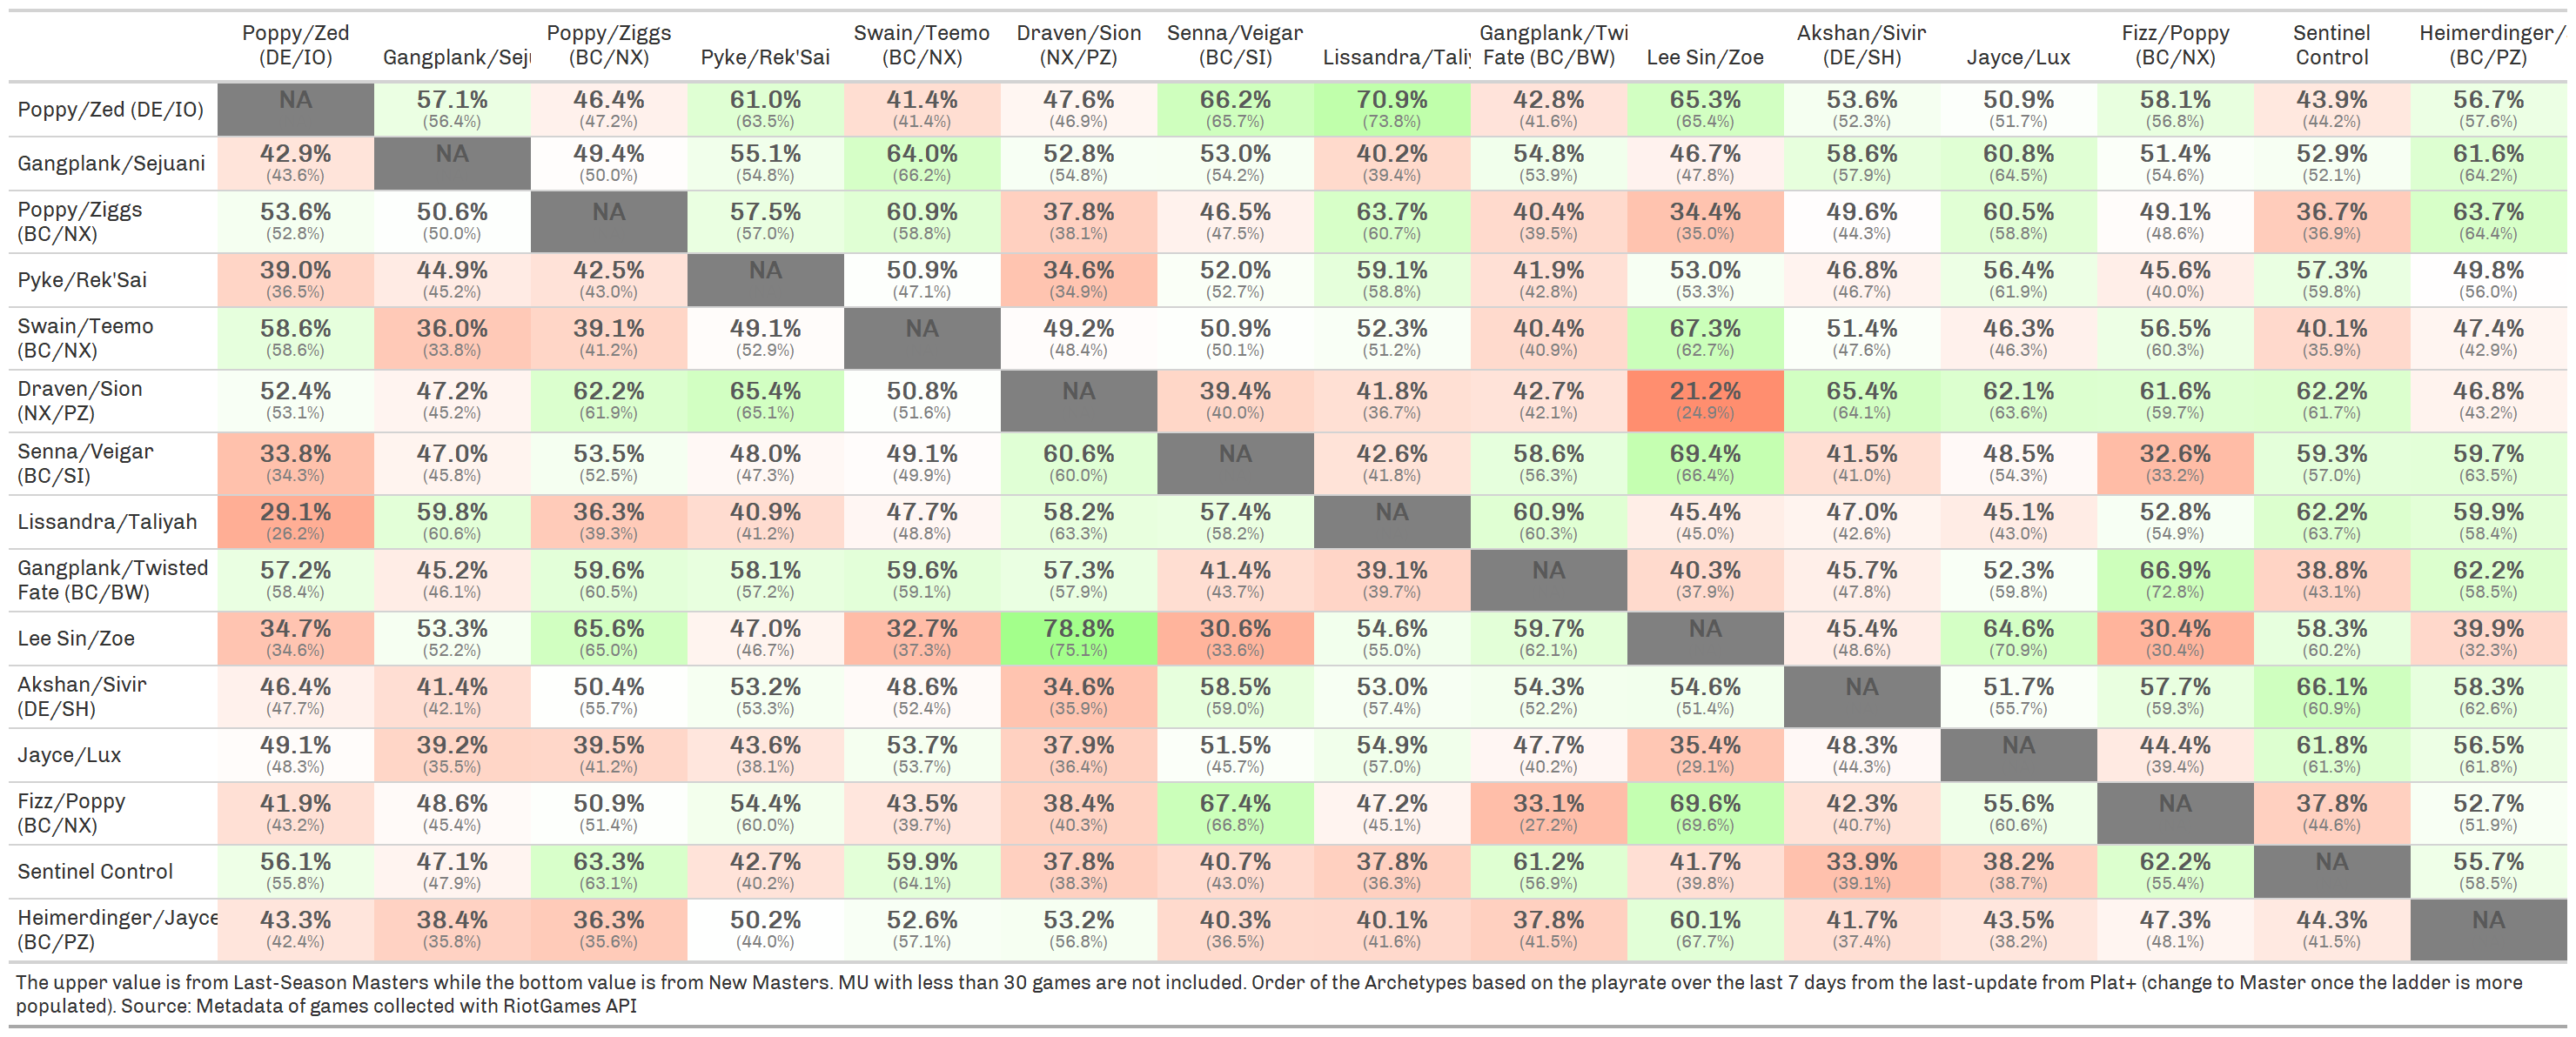 Poppy/Zed (DE/IO) Gangplank/Sej Poppy/Ziggs (BC/NX) Pyke/Rek'Sai Swain/Teemo (BC/NX) Draven/Sion (NX/PZ) Senna/Veigar (BC/SI) Lissandra/Tali Gangplank/Twi Fate (BC/BW) Lee Sin/Zoe Akshan/Sivir (DE/SH) Jayce/Lux Fizz/Poppy (BC/NX) Sentinel Control Heimerdinger/ (BC/PZ)
Poppy/Zed (DE/IO) NA 57.1% 46.4% 61.0% 41.4% 47.6% 66.2% 70.9% 42.8% 65.3% 53.6% 50.9% 58.1% 43.9% 56.7%
(56.4%) (47.2%) (63.5%) (41.4%) (46.9%) (65.7%) (73.8%) (41.6%) (65.4%) (52.3%) (51.7%) (56.8%) (44.2%) (57.6%)
Gangplank/Sejuani 42.9% NA 49.4% 55.1% 64.0% 52.8% 53.0% 40.2% 54.8% 46.7% 58.6% 60.8% 51.4% 52.9% 61.6%
(43.6%) (50.0%) (54.8%) (66.2%) (54.8%) (54.2%) (39.4%) (53.9%) (47.8%) (57.9%) (64.5%) (54.6%) (52.1%) (64.2%)
Poppy/Ziggs 53.6% 50.6% NA 57.5% 60.9% 37.8% 46.5% 63.7% 40.4% 34.4% 49.6% 60.5% 49.1% 36.7% 63.7%
(BC/NX) (52.8%) (50.0%) (57.0%) (58.8%) (38.1%) (47.5%) (60.7%) (39.5%) (35.0%) (44.3%) (58.8%) (48.6%) (36.9%) (64.4%)
Pyke/Rek'Sai 39.0% 44.9% 42.5% NA 50.9% 34.6% 52.0% 59.1% 41.9% 53.0% 46.8% 56.4% 45.6% 57.3% 49.8%
(36.5%) (45.2%) (43.0%) (47.1%) (34.9%) (52.7%) (58.8%) (42.8%) (53.3%) (46.7%) (61.9%) (40.0%) (59.8%) (56.0%)
Swain/Teemo 58.6% 36.0% 39.1% 49.1% NA 49.2% 50.9% 52.3% 40.4% 67.3% 51.4% 46.3% 56.5% 40.1% 47.4%
(BC/NX) (58.6%) (33.8%) (41.2%) (52.9%) (48.4%) (50.1%) (51.2%) (40.9%) (62.7%) (47.6%) (46.3%) (60.3%) (35.9%) (42.9%)
Draven/Sion 52.4% 47.2% 62.2% 65.4% 50.8% NA 39.4% 41.8% 42.7% 21.2% 65.4% 62.1% 61.6% 62.2% 46.8%
(NX/PZ) (53.1%) (45.2%) (61.9%) (65.1%) (51.6%) (40.0%) (36.7%) (42.1%) (24.9%) (64.1%) (63.6%) (59.7%) (61.7%) (43.2%)
Senna/Veigar 33.8% 47.0% 53.5% 48.0% 49.1% 60.6% NA 42.6% 58.6% 69.4% 41.5% 48.5% 32.6% 59.3% 59.7%
(BC/SI) (34.3%) (45.8%) (52.5%) (47.3%) (49.9%) (60.0%) (41.8%) (56.3%) (66.4%) (41.0%) (54.3%) (33.2%) (57.0%) (63.5%)
Lissandra/Taliyah 29.1% 59.8% 36.3% 40.9% 47.7% 58.2% 57.4% NA 60.9% 45.4% 47.0% 45.1% 52.8% 62.2% 59.9%
(26.2%) (60.6%) (39.3%) (41.2%) (48.8%) (63.3%) (58.2%) (60.3%) (45.0%) (42.6%) (43.0%) (54.9%) (63.7%) (58.4%)
Gangplank/Twisted 57.2% 45.2% 59.6% 58.1% 59.6% 57.3% 41.4% 39.1% NA 40.3% 45.7% 52.3% 66.9% 38.8% 62.2%
Fate (BC/BW) (58.4%) (46.1%) (60.5%) (57.2%) (59.1%) (57.9%) (43.7%) (39.7%) (37.9%) (47.8%) (59.8%) (72.8%) (43.1%) (58.5%)
Lee Sin/Zoe 34.7% 53.3% 65.6% 47.0% 32.7% 78.8% 30.6% 54.6% 59.7% NA 45.4% 64.6% 30.4% 58.3% 39.9%
(34.6%) (52.2%) (65.0%) (46.7%) (37.3%) (75.1%) (33.6%) (55.0%) (62.1%) (48.6%) (70.9%) (30.4%) (60.2%) (32.3%)
Akshan/Sivir 46.4% 41.4% 50.4% 53.2% 48.6% 34.6% 58.5% 53.0% 54.3% 54.6% NA 51.7% 57.7% 66.1% 58.3%
(DE/SH) (47.7%) (42.1%) (55.7%) (53.3%) (52.4%) (35.9%) (59.0%) (57.4%) (52.2%) (51.4%) (55.7%) (59.3%) (60.9%) (62.6%)
Jayce/Lux 49.1% 39.2% 39.5% 43.6% 53.7% 37.9% 51.5% 54.9% 47.7% 35.4% 48.3% NA 44.4% 61.8% 56.5%
(48.3%) (35.5%) (41.2%) (38.1%) (53.7%) (36.4%) (45.7%) (57.0%) (40.2%) (29.1%) (44.3%) (39.4%) (61.3%) (61.8%)
Fizz/Poppy 41.9% 48.6% 50.9% 54.4% 43.5% 38.4% 67.4% 47.2% 33.1% 69.6% 42.3% 55.6% NA 37.8% 52.7%
(BC/NX) (43.2%) (45.4%) (51.4%) (60.0%) (39.7%) (40.3%) (66.8%) (45.1%) (27.2%) (69.6%) (40.7%) (60.6%) (44.6%) (51.9%)
Sentinel Control 56.1% 47.1% 63.3% 42.7% 59.9% 37.8% 40.7% 37.8% 61.2% 41.7% 33.9% 38.2% 62.2% NA 55.7%
(55.8%) (47.9%) (63.1%) (40.2%) (64.1%) (38.3%) (43.0%) (36.3%) (56.9%) (39.8%) (39.1%) (38.7%) (55.4%) (58.5%)
Heimerdinger/Jayce 43.3% 38.4% 36.3% 50.2% 52.6% 53.2% 40.3% 40.1% 37.8% 60.1% 41.7% 43.5% 47.3% 44.3% NA
(BC/PZ) (42.4%) (35.8%) (35.6%) (44.0%) (57.1%) (56.8%) (36.5%) (41.6%) (41.5%) (67.7%) (37.4%) (38.2%) (48.1%) (41.5%)
The upper value is from Last-Season Masters while the bottom value is from New Masters. MU with less than 30 games are not included. Order of the Archetypes based on the playrate over the last 7 days from the last-update from Plat+ (change to Master once the ladder is more
populated). Source: Metadata of games collected with RiotGames API